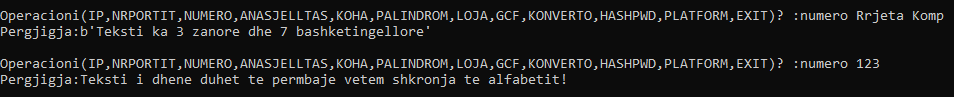 Operacioni(IP,NRPORTIT,NUMERO,ANASJELLTAS,KOHA,PALINDROM,LOJA,GCF,KONVERTO,HASHPWD,PLATFORM,EXIT)? :numero Rrjeta Komp
Pergjigja:b'Teksti ka 3 zanore dhe 7 bashketingellore'
Operacioni(IP,NRPORTIT,NUMERO,ANASJELLTAS,KOHA,PALINDROM,LOJA,GCF,KONVERTO,HASHPWD,PLATFORM,EXIT)? :numero 123
Pergjigja:Teksti i dhene duhet te permbaje vetem shkronja te alfabetit!